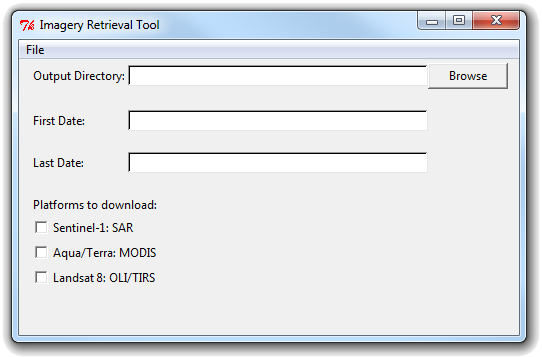 Imagery Retrieval Tool
File
Output Directory:
Browse
First Date:
Last Date:
Platforms to download:
Sentinel-1: SAR
Aqua/Terra: MODIS
Landsat 8: OLI/TIRS